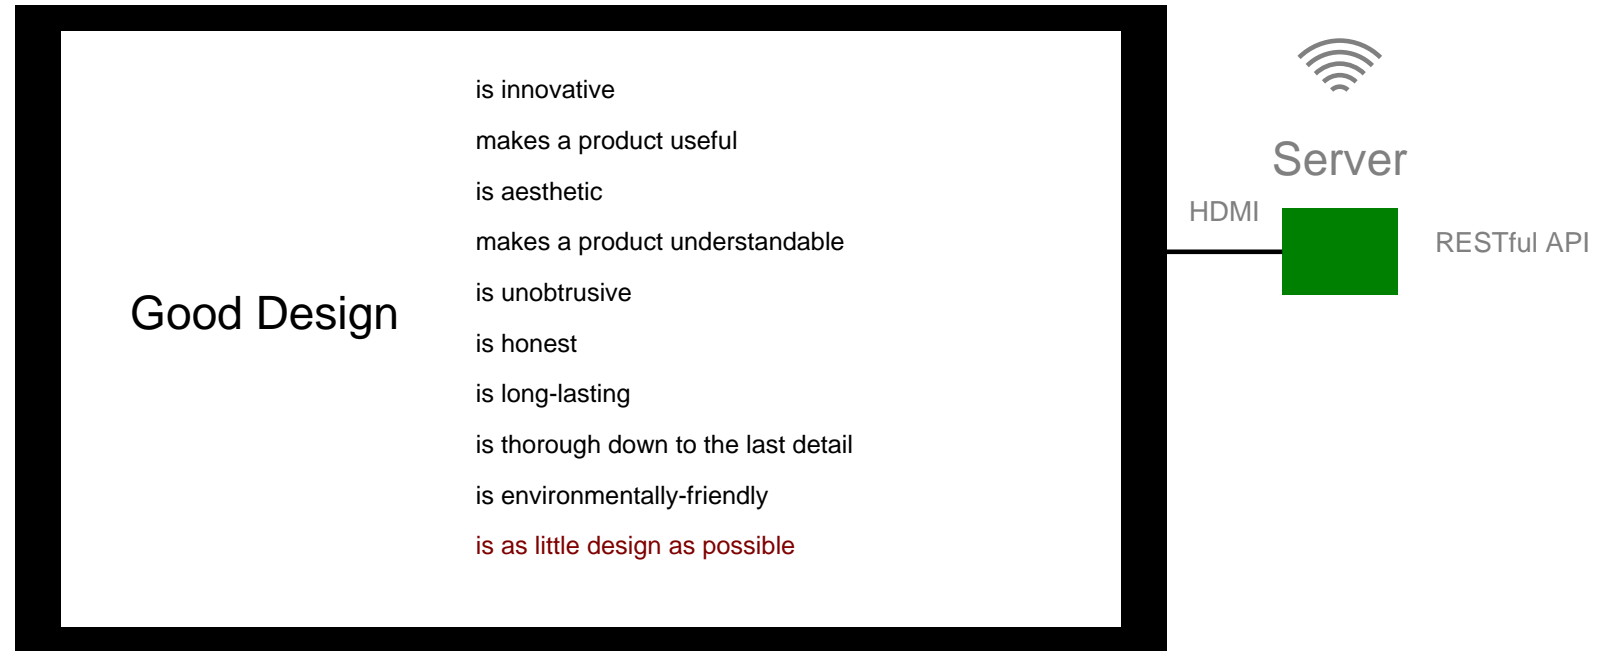 Good Design
is innovative
makes a product useful
is aesthetic
makes a product understandable
is unobtrusive
is honest
is long-lasting
is thorough down to the last detail
is environmentally-friendly
is as little design as possible
Server
HDMI
RESTful API